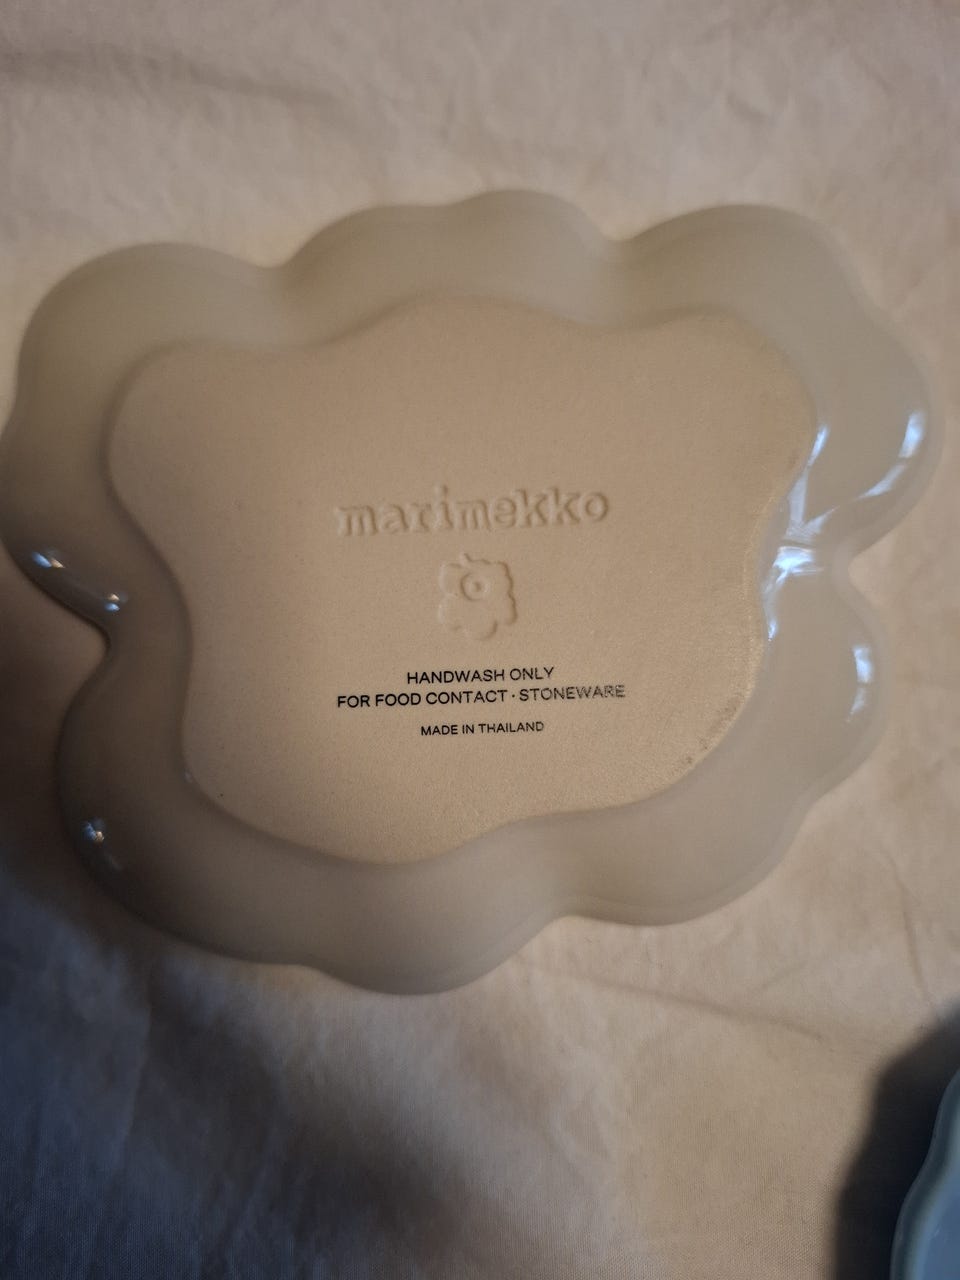 marimekko
HANDWASH ONLY
FOR FOOD CONTACT · STONEWARE
MADE IN THAILAND